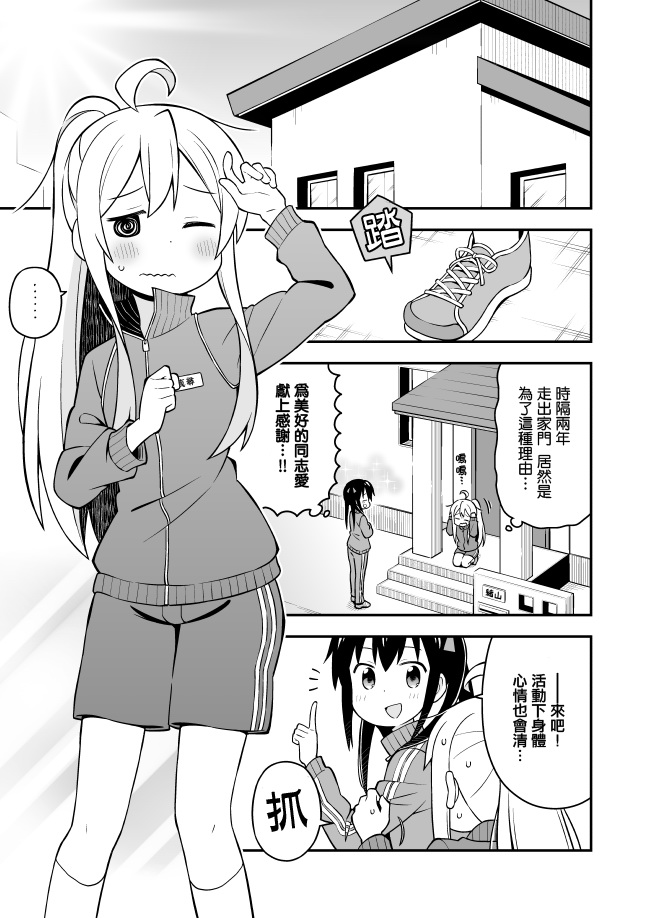 踏
……
真尋
時隔兩年
走出家門 居然是
為了這種理由…
嗚嗚…
為美好的同志愛
獻上感謝…!!
緒山
──來吧!
活動下身體
心情也會清…
抓